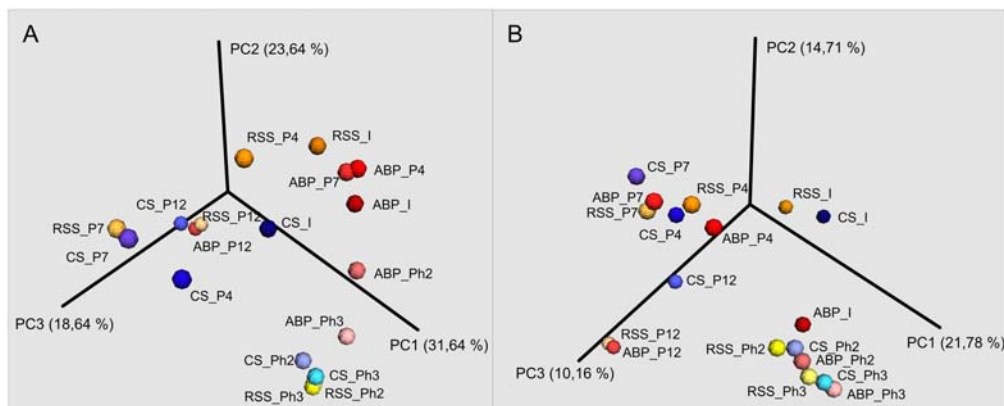 A
PC2 (23,64 %)
RSS_P4
RSS_I
ABP_P7
ABP_P4
ABP_I
CS_P12
RSS_P12
RSS_P7
CS_I
CS_P7
ABP_P12
ABP_Ph2
CS_P4
PC3 (18,64 %)
ABP_Ph3
PC1 (31,64 %)
CS_Ph2
CS_Ph3
RSS_Ph3
RSS_Ph2
B
PC2 (14,71 %)
CS_P7
ABP_P7
RSS_P4
RSS_I
RSS_P7
CS_I
CS_P4
ABP_P4
CS_P12
ABP_I
PC1 (21,78 %)
RSS_P12
RSS_Ph2
CS_Ph2
ABP_P12
ABP_Ph2
PC3 (10,16 %)
CS_Ph3
RSS_Ph3
ABP_Ph3